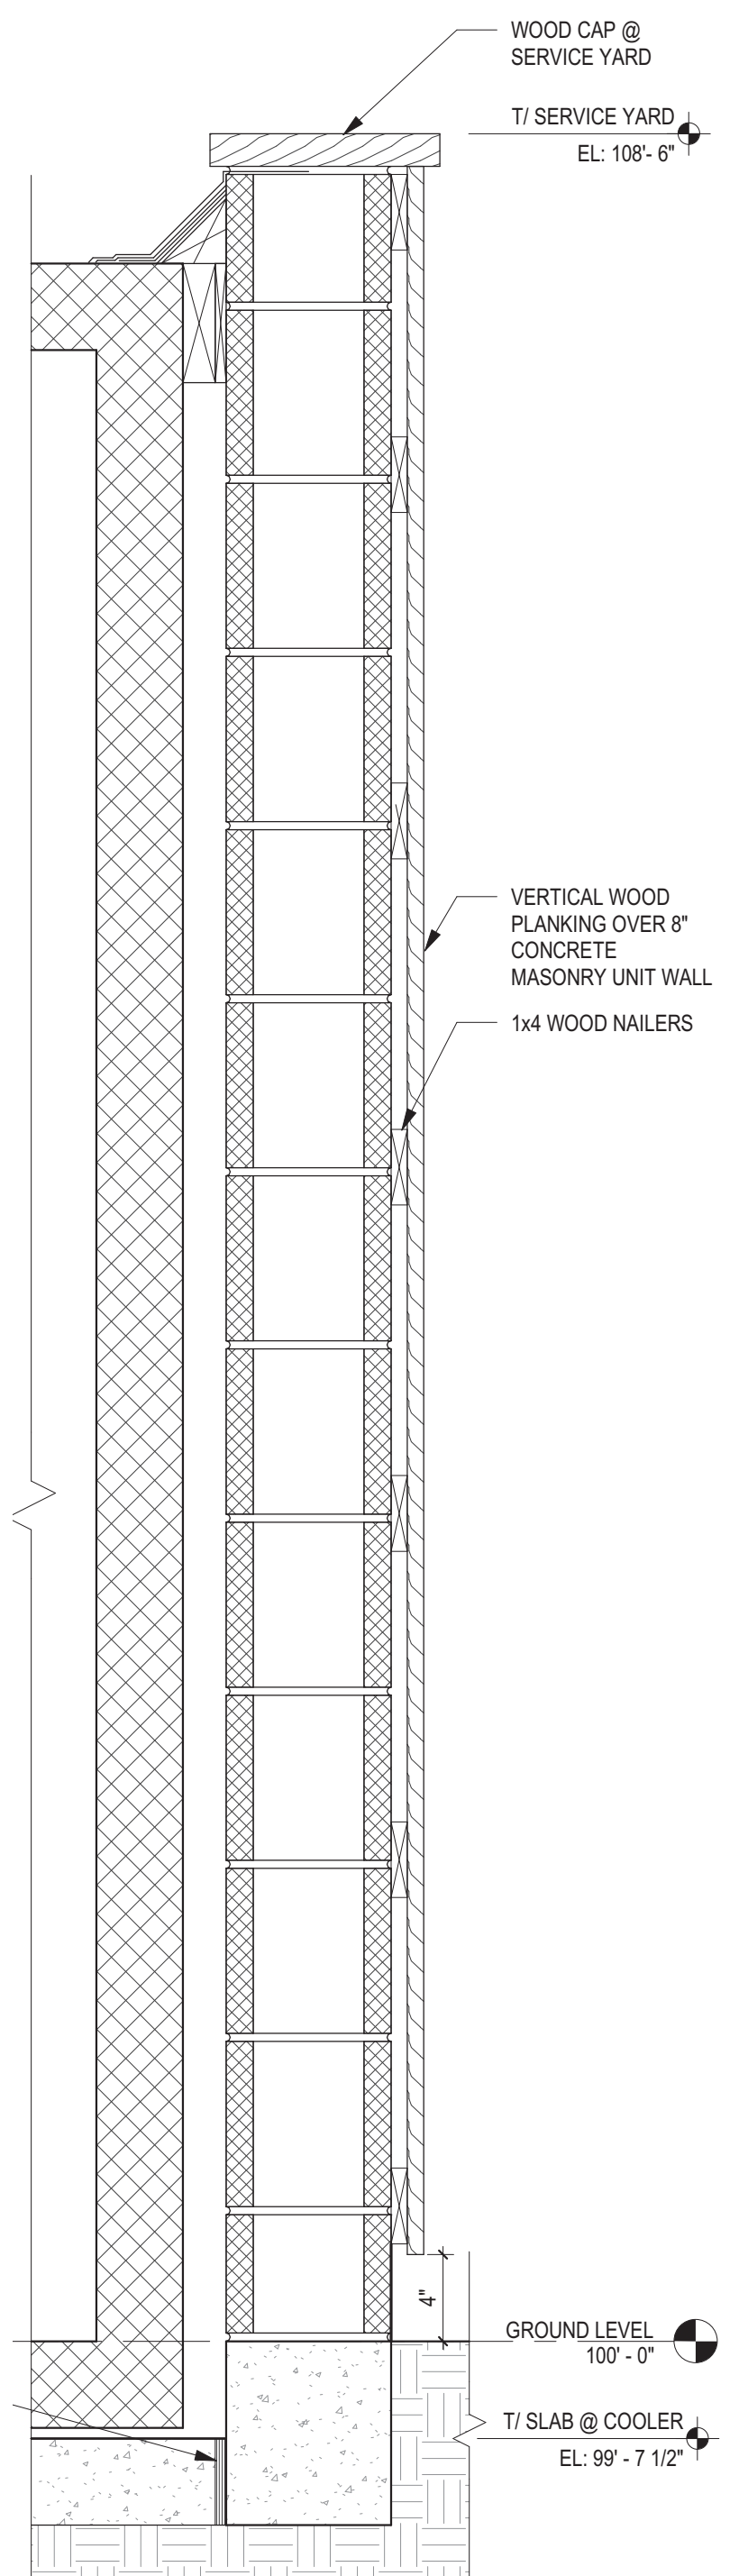 WOOD CAP @
SERVICE YARD
T/ SERVICE YARD
EL: 108'- 6"
VERTICAL WOOD
PLANKING OVER 8"
CONCRETE
MASONRY UNIT WALL
1x4 WOOD NAILERS
4"
GROUND LEVEL
100' - 0"
T/ SLAB @ COOLER
EL: 99' - 7 1/2"